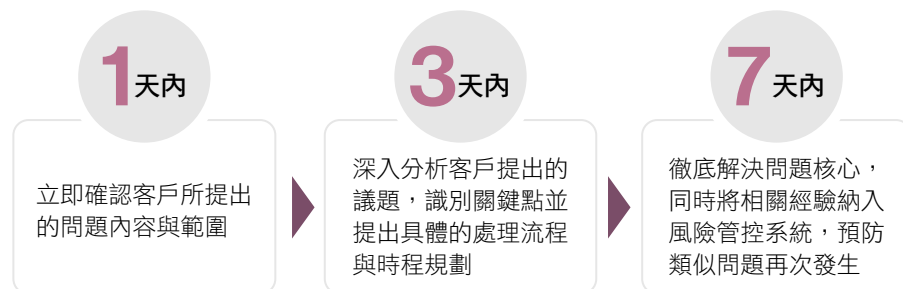 1天內
立即確認客戶所提出
的問題內容與範圍
3天內
深入分析客戶提出的
議題，識別關鍵點並
提出具體的處理流程
與時程規劃
7天內
徹底解決問題核心，
同時將相關經驗納入
風險管控系統，預防
類似問題再次發生